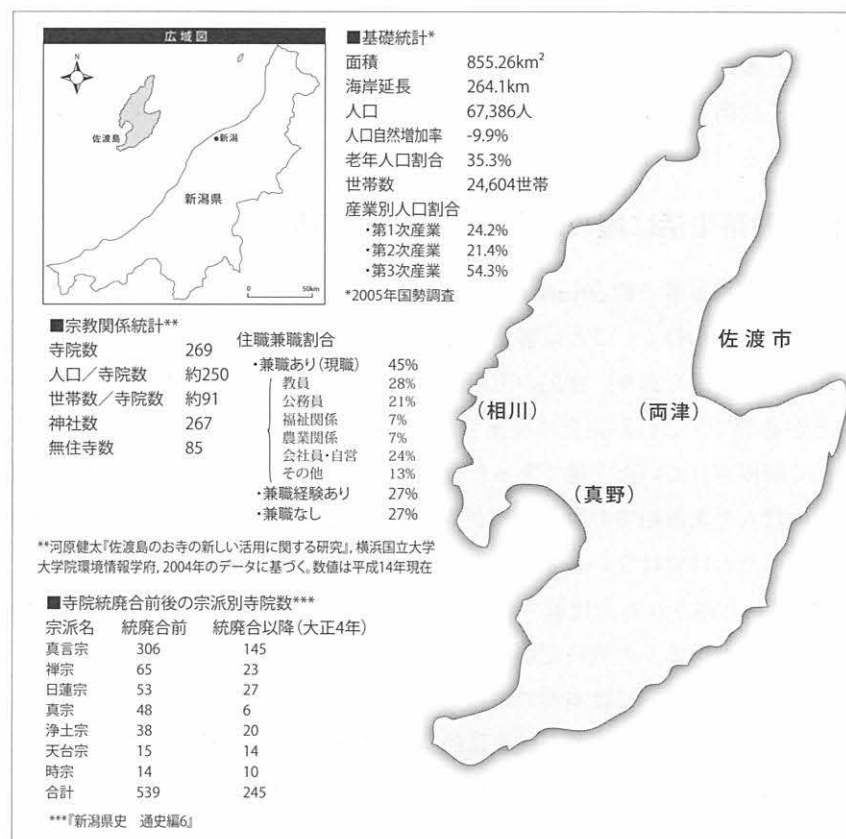 広域図
N
佐渡島
新潟
新潟県
0 50km
■基礎統計*
面積 855.26km²
海岸延長 264.1km
人口 67,386人
人口自然増加率 -9.9%
老年人口割合 35.3%
世帯数 24,604世帯
産業別人口割合
・第1次産業 24.2%
・第2次産業 21.4%
・第3次産業 54.3%
*2005年国勢調査
■宗教関係統計**
寺院数 269
人口／寺院数 約250
世帯数／寺院数 約91
神社数 267
無住寺数 85
住職兼職割合
・兼職あり(現職) 45%
教員 28%
公務員 21%
福祉関係 7%
農業関係 7%
会社員・自営 24%
その他 13%
・兼職経験あり 27%
・兼職なし 27%
**河原健太『佐渡島のお寺の新しい活用に関する研究』, 横浜国立大学
大学院環境情報学府, 2004年のデータに基づく。数値は平成14年現在
■寺院統廃合前後の宗派別寺院数***
宗派名 統廃合前 統廃合以降(大正4年)
真言宗 306 145
禅宗 65 23
日蓮宗 53 27
真宗 48 6
浄土宗 38 20
天台宗 15 14
時宗 14 10
合計 539 245
***『新潟県史 通史編6』
佐渡市
(相川)
(両津)
(真野)